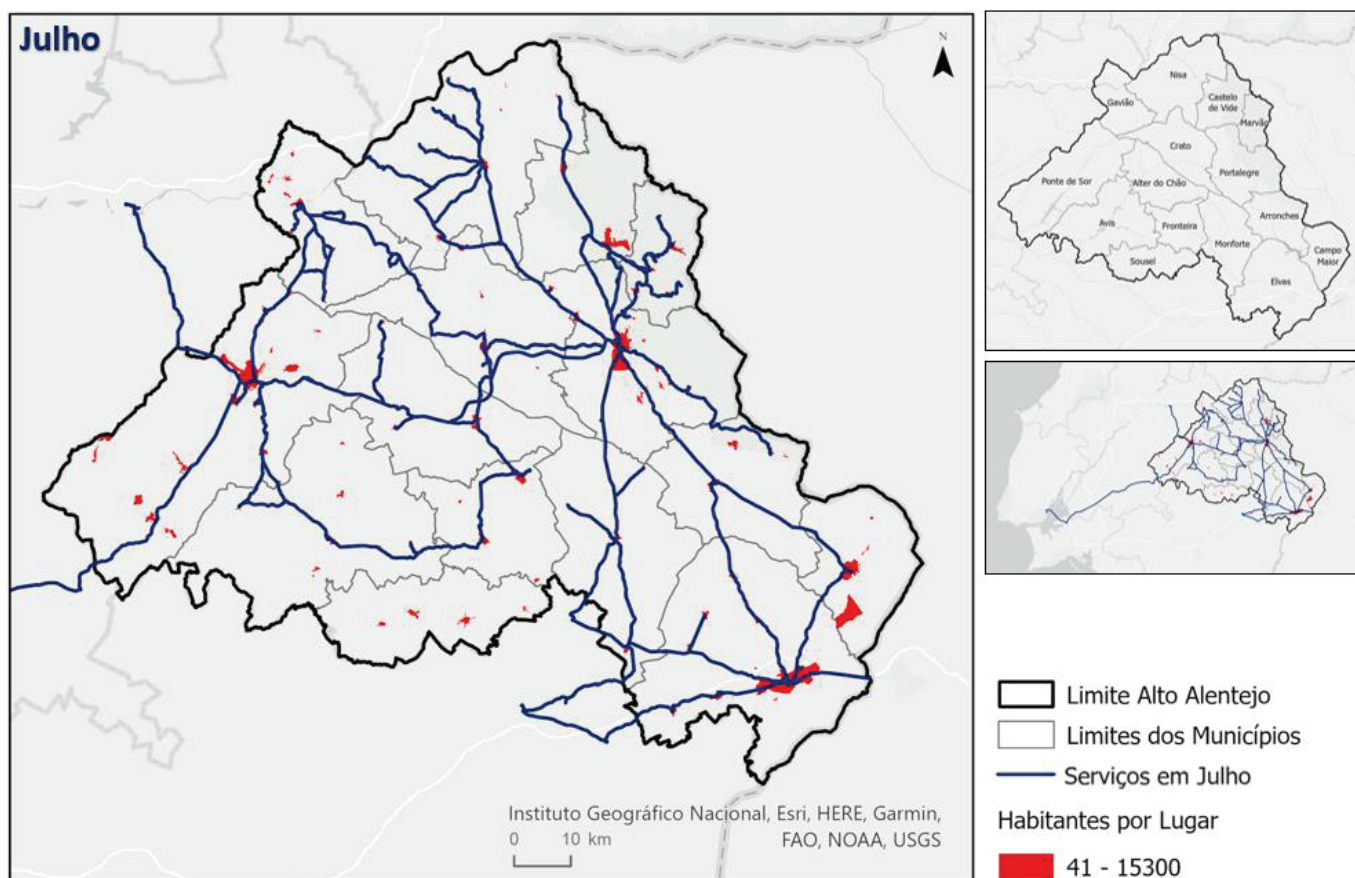 Julho
N
Instituto Geográfico Nacional, Esri, HERE, Garmin,
FAO, NOAA, USGS
0 10 km
Nisa
Gavião
Castelo
de Vide
Marvão
Crato
Portalegre
Ponte de Sor
Alter do Chão
Arronches
Avis
Fronteira
Monforte
Campo
Maior
Sousel
Elvas
Limite Alto Alentejo
Limites dos Municípios
Serviços em Julho
Habitantes por Lugar
41 - 15300